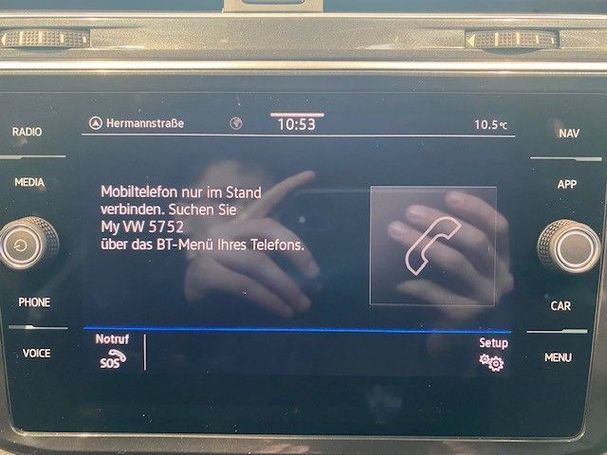 Hermannstraße 10:53 10.5°C
RADIO
NAV
MEDIA
APP
Mobiltelefon nur im Stand
verbinden. Suchen Sie
My VW 5752
über das BT-Menü Ihres Telefons.
PHONE
CAR
Notruf
SOS
Setup
VOICE
MENU